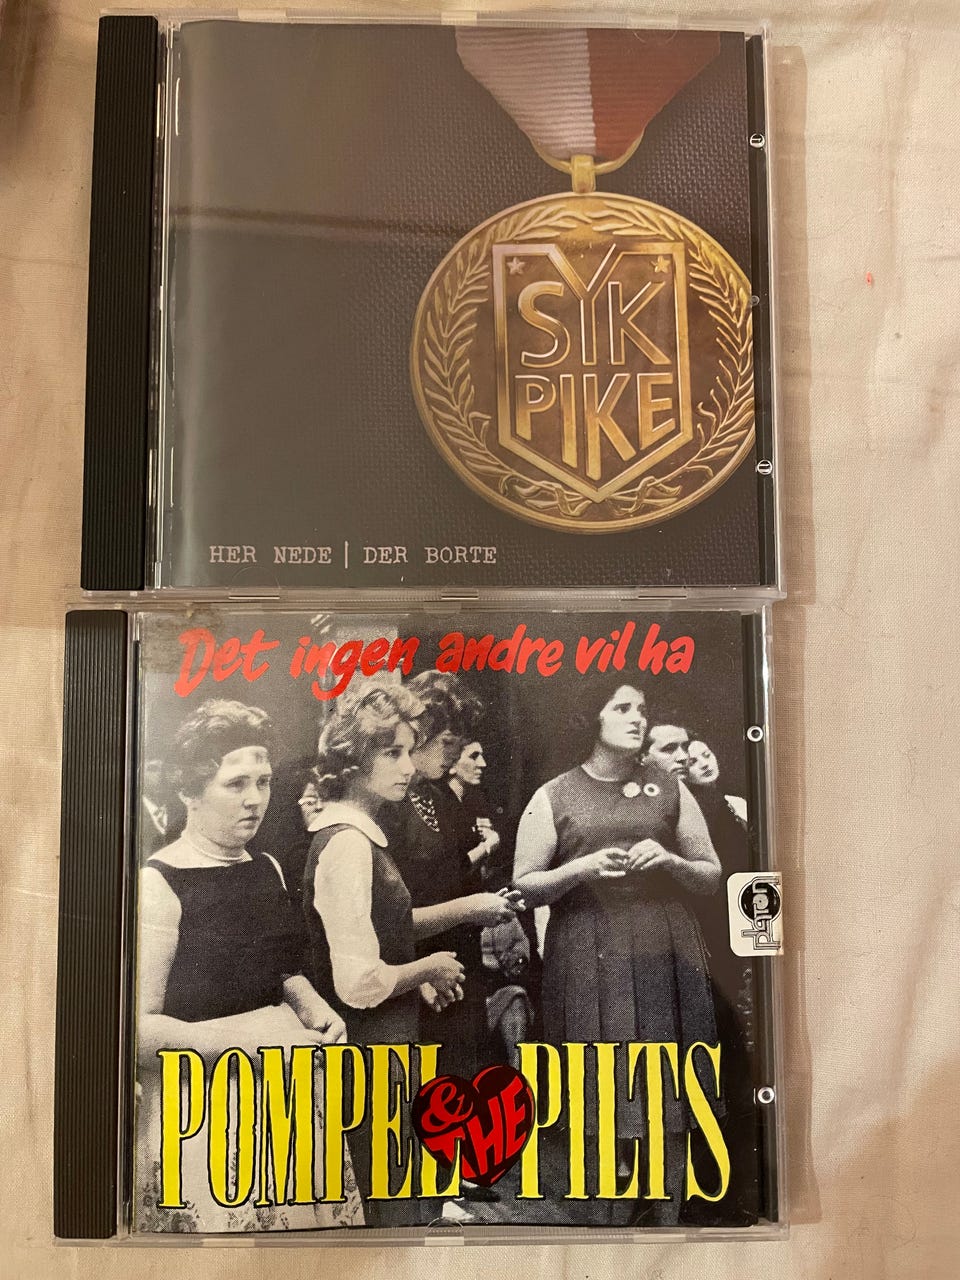 SYK
PIKE
HER NEDE | DER BORTE
Det ingen andre vil ha
POMPEL & THE PILTS